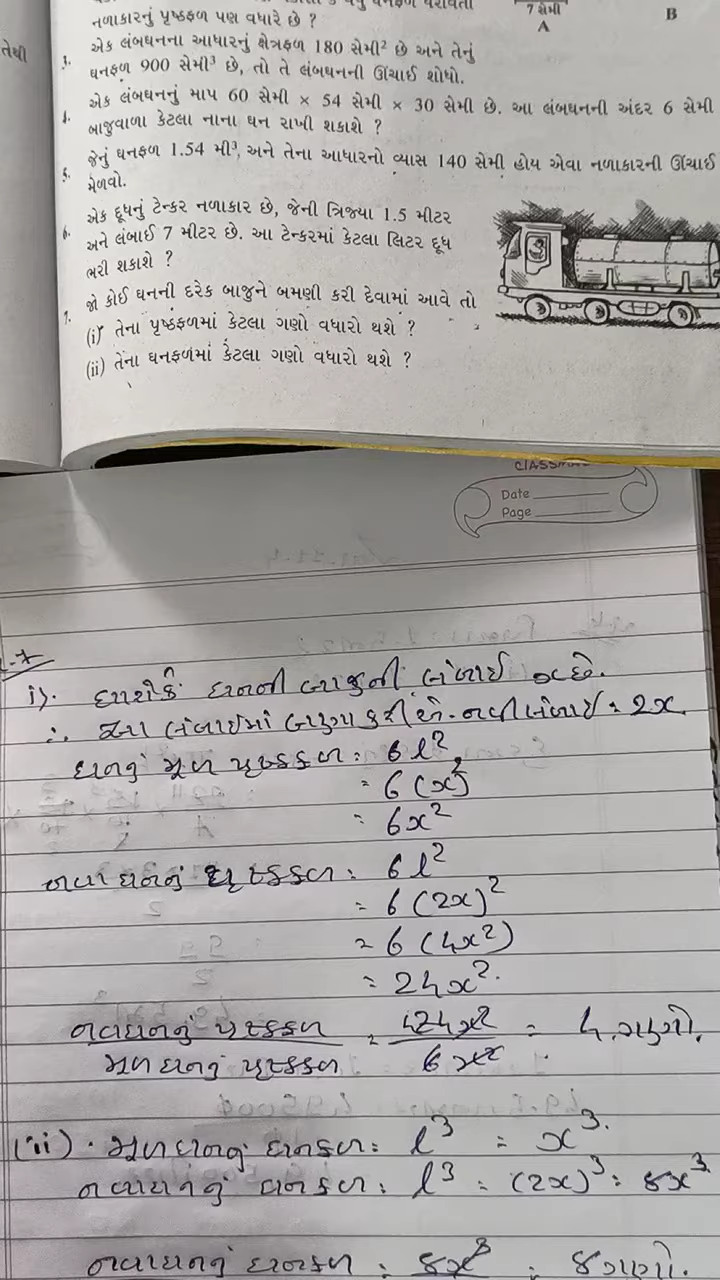 નળાકારનું પૃષ્ઠફળ પણ વધારે છે ?
7 સેમી
A
B
તેથી
3. એક લંબઘનના આધારનું ક્ષેત્રફળ 180 સેમી² છે અને તેનું
ઘનફળ 900 સેમી³ છે, તો તે લંબઘનની ઊંચાઈ શોધો.
4. એક લંબઘનનું માપ 60 સેમી × 54 સેમી × 30 સેમી છે. આ લંબઘનની અંદર 6 સેમી
બાજુવાળા કેટલા નાના ઘન રાખી શકાશે ?
5. જેનું ઘનફળ 1.54 મી³, અને તેના આધારનો વ્યાસ 140 સેમી હોય એવા નળાકારની ઊંચાઈ
મેળવો.
6. એક દૂધનું ટેન્કર નળાકાર છે, જેની ત્રિજ્યા 1.5 મીટર
અને લંબાઈ 7 મીટર છે. આ ટેન્કરમાં કેટલા લિટર દૂધ
ભરી શકાશે ?
7. જો કોઈ ઘનની દરેક બાજુને બમણી કરી દેવામાં આવે તો
(i) તેના પૃષ્ઠફળમાં કેટલા ગણો વધારો થશે ?
(ii) તેના ઘનફળમાં કેટલા ગણો વધારો થશે ?
Date
Page
i). ધારોકે ઘનની બાજુની લંબાઈ x છે.
∴ આ લંબાઈમાં બમણા કરીએ. નવી લંબાઈ = 2x
ઘનનું મૂળ પૃષ્ઠફળ = 6l²
= 6(x)²
= 6x²
નવા ઘનનું પૃષ્ઠફળ = 6l²
= 6(2x)²
= 6(4x²)
= 24x².
નવઘનનું પૃષ્ઠફળ = 24x² = 4 ગણો.
મૂળ ઘનનું પૃષ્ઠફળ 6x²
(ii). મૂળ ઘનનું ઘનફળ = l³ = x³.
નવાઘનનું ઘનફળ = l³ = (2x)³ = 8x³
નવાઘનનું ઘનફળ = 8x³ = 8 ગણો.